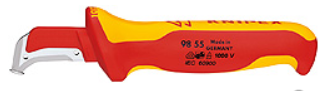 KNIPEX
98 55 Made in
GERMANY
1000 V
IEC 60900